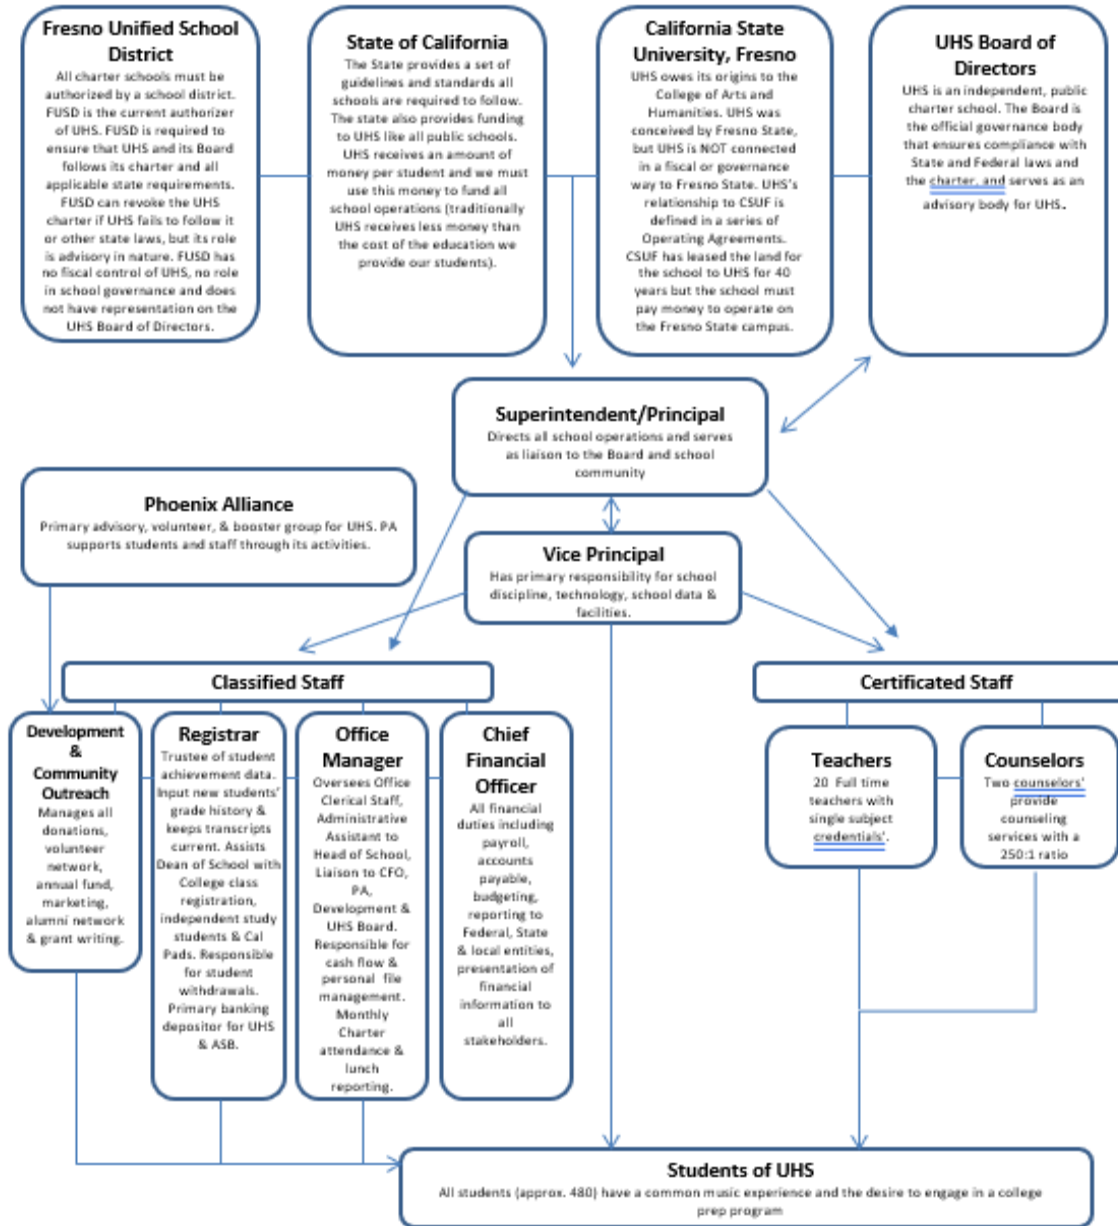 Fresno Unified School
District
All charter schools must be
authorized by a school district.
FUSD is the current authorizer
of UHS. FUSD is required to
ensure that UHS and its Board
follows its charter and all
applicable state requirements.
FUSD can revoke the UHS
charter if UHS fails to follow it
or other state laws, but its role
is advisory in nature. FUSD has
no fiscal control of UHS, no role
in school governance and does
not have representation on the
UHS Board of Directors.
State of California
The State provides a set of
guidelines and standards all
schools are required to follow.
The state also provides funding
to UHS like all public schools.
UHS receives an amount of
money per student and we must
use this money to fund all
school operations (traditionally
UHS receives less money than
the cost of the education we
provide our students).
California State
University, Fresno
UHS owes its origins to the
College of Arts and
Humanities. UHS was
conceived by Fresno State,
but UHS is NOT connected
in a fiscal or governance
way to Fresno State. UHS's
relationship to CSUF is
defined in a series of
Operating Agreements.
CSUF has leased the land for
the school to UHS for 40
years but the school must
pay money to operate on
the Fresno State campus.
UHS Board of
Directors
UHS is an independent, public
charter school. The Board is
the official governance body
that ensures compliance with
State and Federal laws and
the charter, and serves as an
advisory body for UHS.
Superintendent/Principal
Directs all school operations and serves
as liaison to the Board and school
community
Phoenix Alliance
Primary advisory, volunteer, & booster group for UHS. PA
supports students and staff through its activities.
Vice Principal
Has primary responsibility for school
discipline, technology, school data &
facilities.
Classified Staff
Certificated Staff
Development
&
Community
Outreach
Manages all
donations,
volunteer
network,
annual fund,
marketing,
alumni network
& grant writing.
Registrar
Trustee of student
achievement data.
Input new students'
grade history &
keeps transcripts
current. Assists
Dean of School with
College class
registration,
independent study
students & Cal
Pads. Responsible
for student
withdrawals.
Primary banking
depositor for UHS
& ASB.
Office
Manager
Oversees Office
Clerical Staff,
Administrative
Assistant to
Head of School,
Liaison to CFO,
PA,
Development &
UHS Board.
Responsible for
cash flow &
personal file
management.
Monthly
Charter
attendance &
lunch
reporting.
Chief
Financial
Officer
All financial
duties including
payroll,
accounts
payable,
budgeting,
reporting to
Federal, State
& local entities,
presentation of
financial
information to
all
stakeholders.
Teachers
20 Full time
teachers with
single subject
credentials'.
Counselors
Two counselors'
provide
counseling
services with a
250:1 ratio
Students of UHS
All students (approx. 480) have a common music experience and the desire to engage in a college
prep program